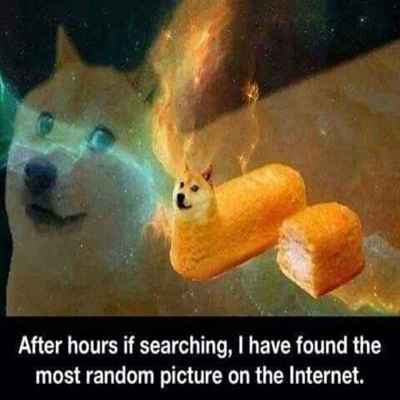 After hours if searching, I have found the
most random picture on the Internet.